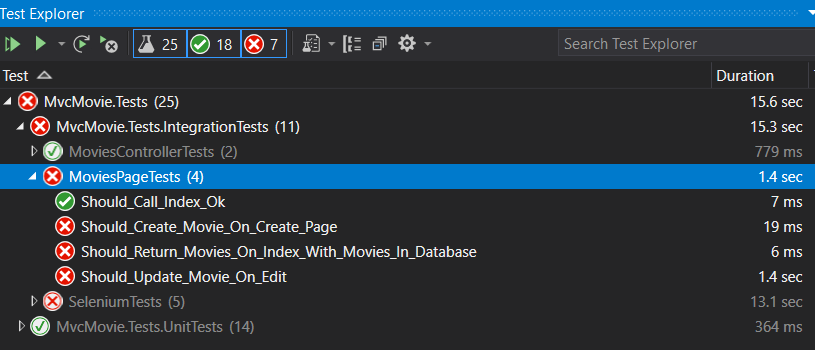 Test Explorer
25 18 7 Search Test Explorer
Test Duration
MvcMovie.Tests (25) 15.6 sec
MvcMovie.Tests.IntegrationTests (11) 15.3 sec
MoviesControllerTests (2) 779 ms
MoviesPageTests (4) 1.4 sec
Should_Call_Index_Ok 7 ms
Should_Create_Movie_On_Create_Page 19 ms
Should_Return_Movies_On_Index_With_Movies_In_Database 6 ms
Should_Update_Movie_On_Edit 1.4 sec
SeleniumTests (5) 13.1 sec
MvcMovie.Tests.UnitTests (14) 364 ms